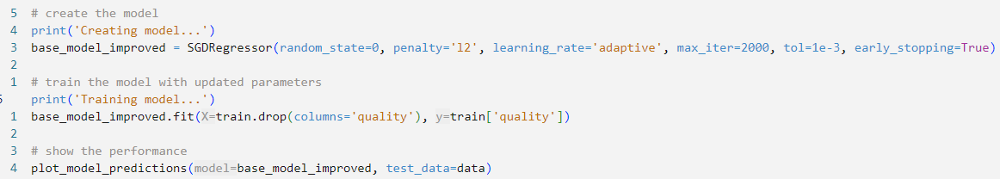 5 # create the model
4 print('Creating model...')
3 base_model_improved = SGDRegressor(random_state=0, penalty='l2', learning_rate='adaptive', max_iter=2000, tol=1e-3, early_stopping=True)
2
1 # train the model with updated parameters
print('Training model...')
1 base_model_improved.fit(X=train.drop(columns='quality'), y=train['quality'])
2
3 # show the performance
4 plot_model_predictions(model=base_model_improved, test_data=data)